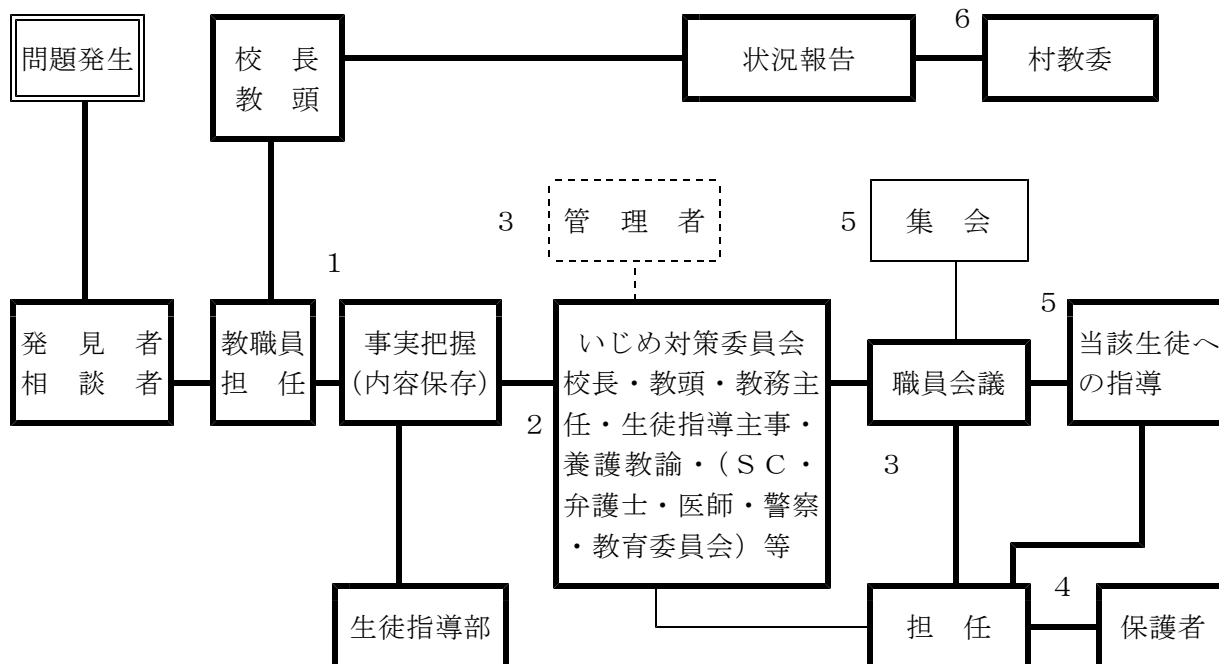 問題発生
校　長
教　頭
状況報告
６
村教委
３
管　理　者
５
集　会
１
発　見　者
相　談　者
教職員
担　任
事実把握
(内容保存)
２
いじめ対策委員会
校長・教頭・教務主
任・生徒指導主事・
養護教諭・（ＳＣ・
弁護士・医師・警察
・教育委員会）等
職員会議
３
５
当該生徒へ
の指導
生徒指導部
担　任
４
保護者